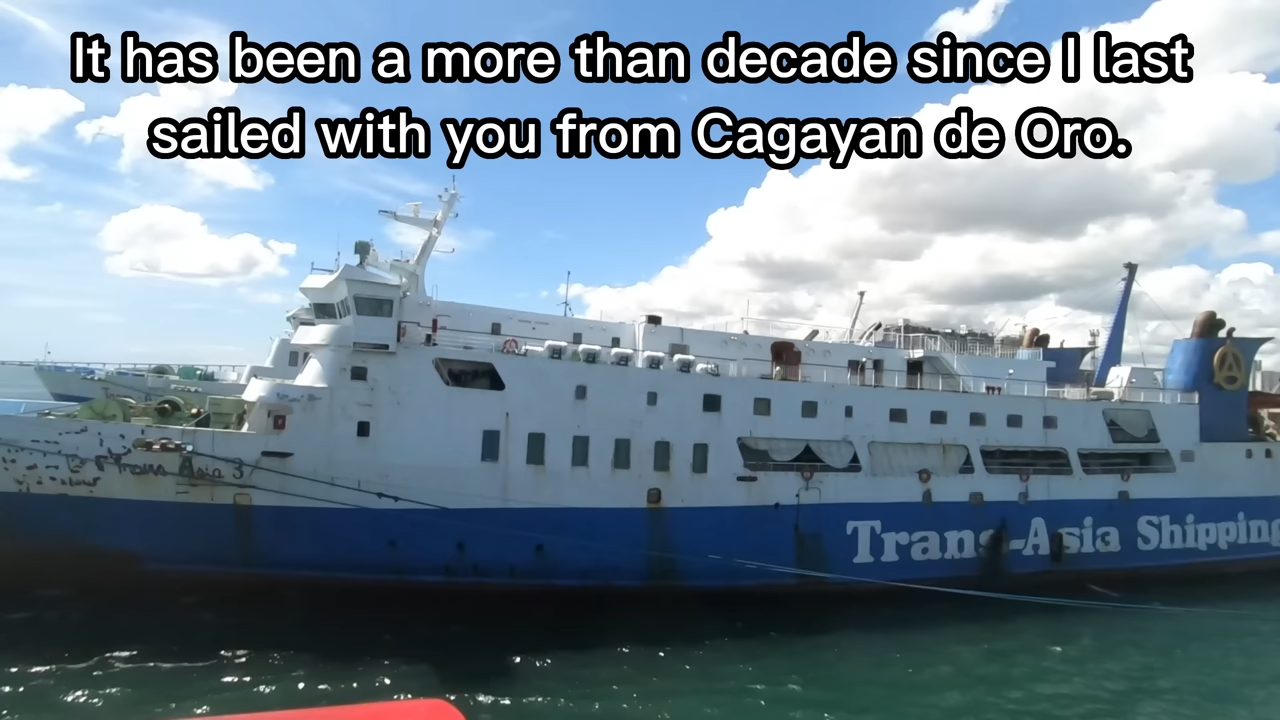 It has been a more than decade since I last
sailed with you from Cagayan de Oro.
Trans Asia 3
Trans-Asia Shipping